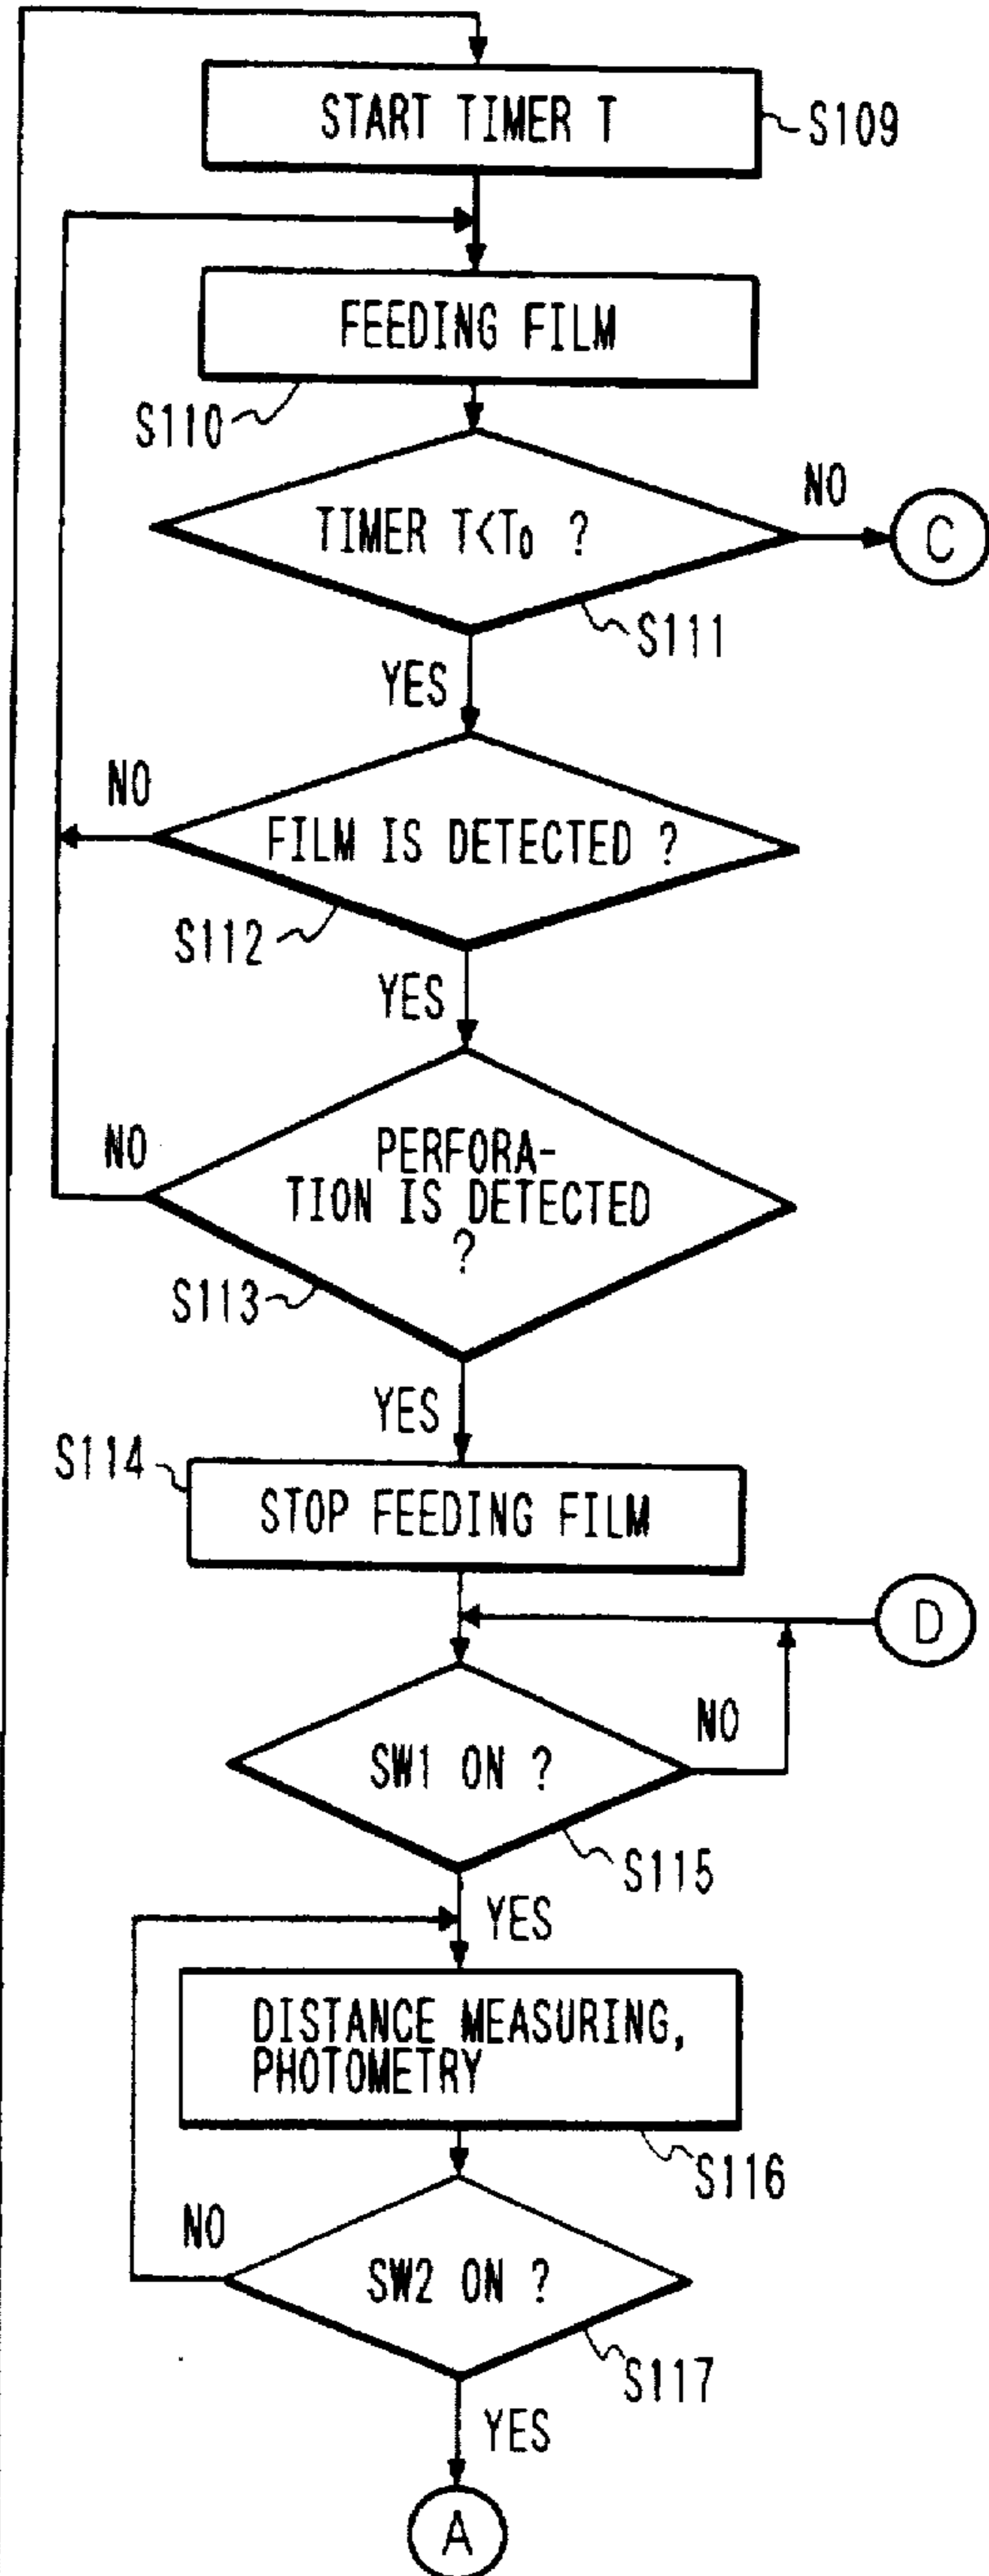 START TIMER T
S109
FEEDING FILM
S110
TIMER T<T₀ ?
NO
C
S111
YES
FILM IS DETECTED ?
NO
S112
YES
PERFORA-
TION IS DETECTED
?
NO
S113
YES
S114
STOP FEEDING FILM
D
SW1 ON ?
NO
S115
YES
DISTANCE MEASURING,
PHOTOMETRY
S116
NO
SW2 ON ?
S117
YES
A